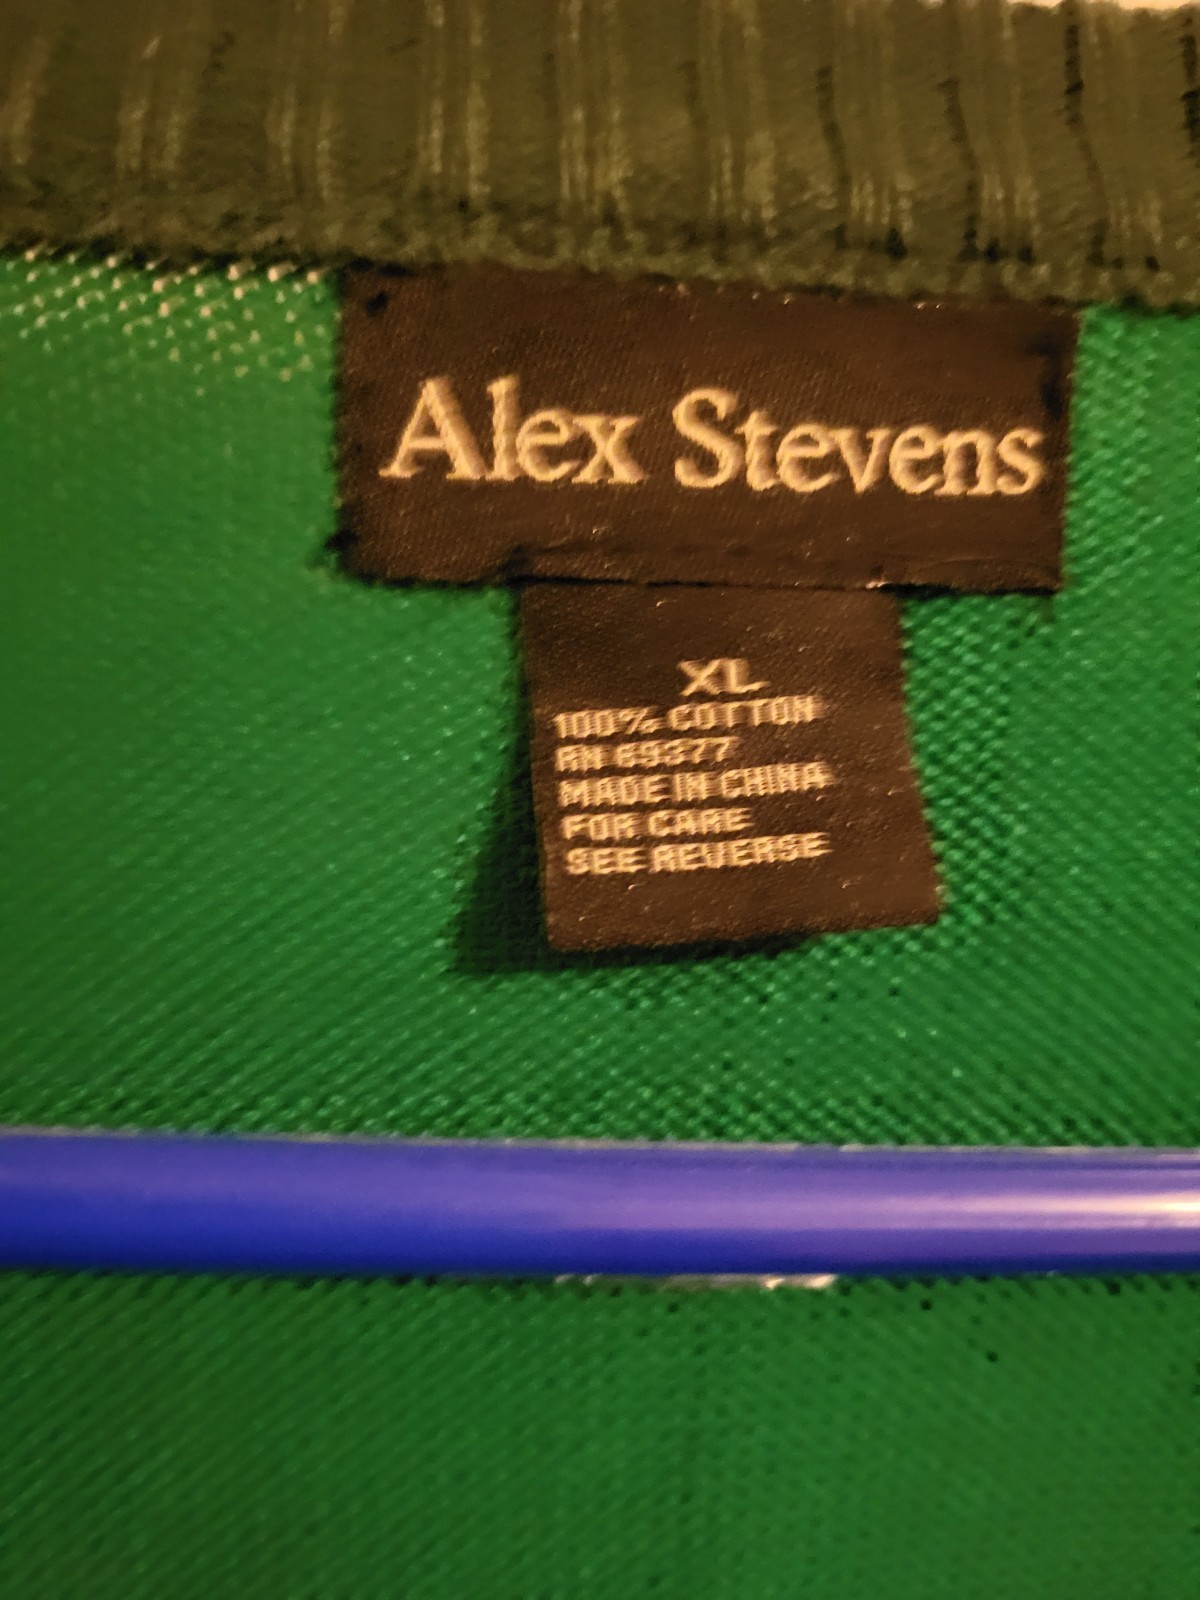 Alex Stevens
XL
100% COTTON
RN 69377
MADE IN CHINA
FOR CARE
SEE REVERSE